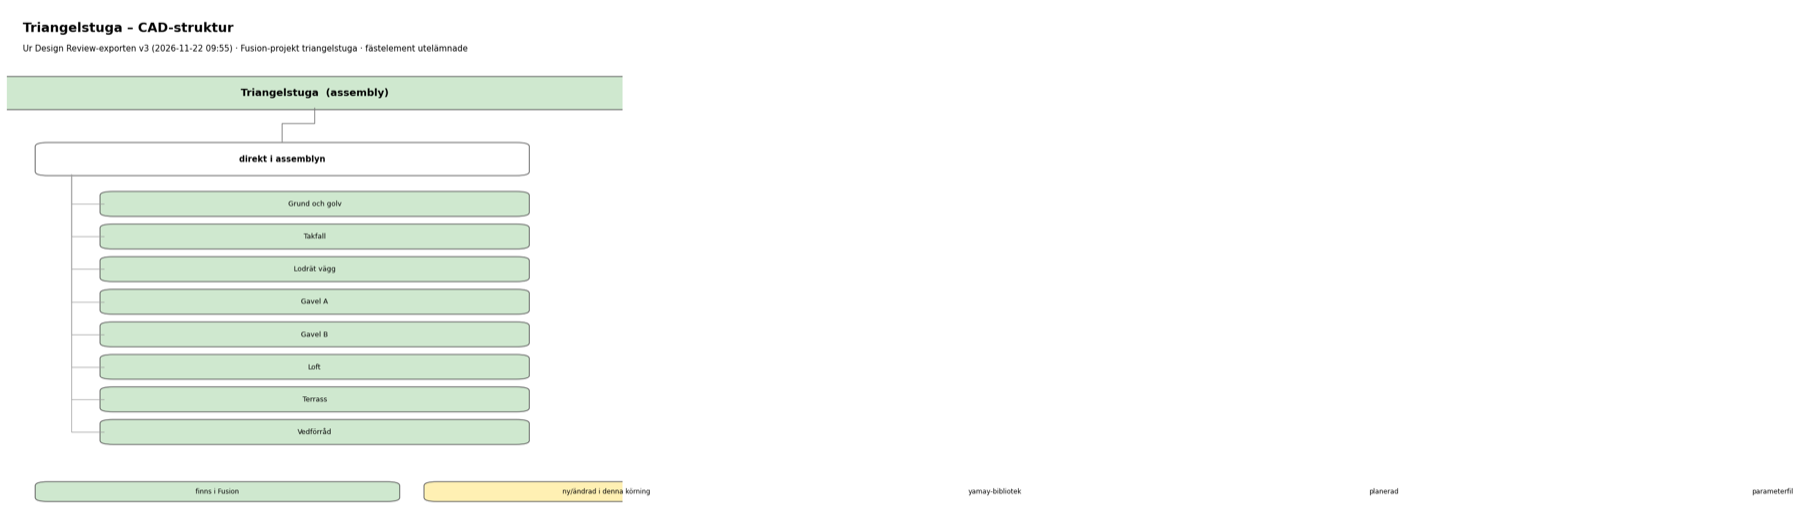 Triangelstuga – CAD-struktur
Ur Design Review-exporten v3 (2026-11-22 09:55) · Fusion-projekt triangelstuga · fästelement utelämnade
Triangelstuga (assembly)
direkt i assemblyn
Grund och golv
Takfall
Lodrät vägg
Gavel A
Gavel B
Loft
Terrass
Vedförråd
finns i Fusion
ny/ändrad i denna körning
yamay-bibliotek
planerad
parameterfil